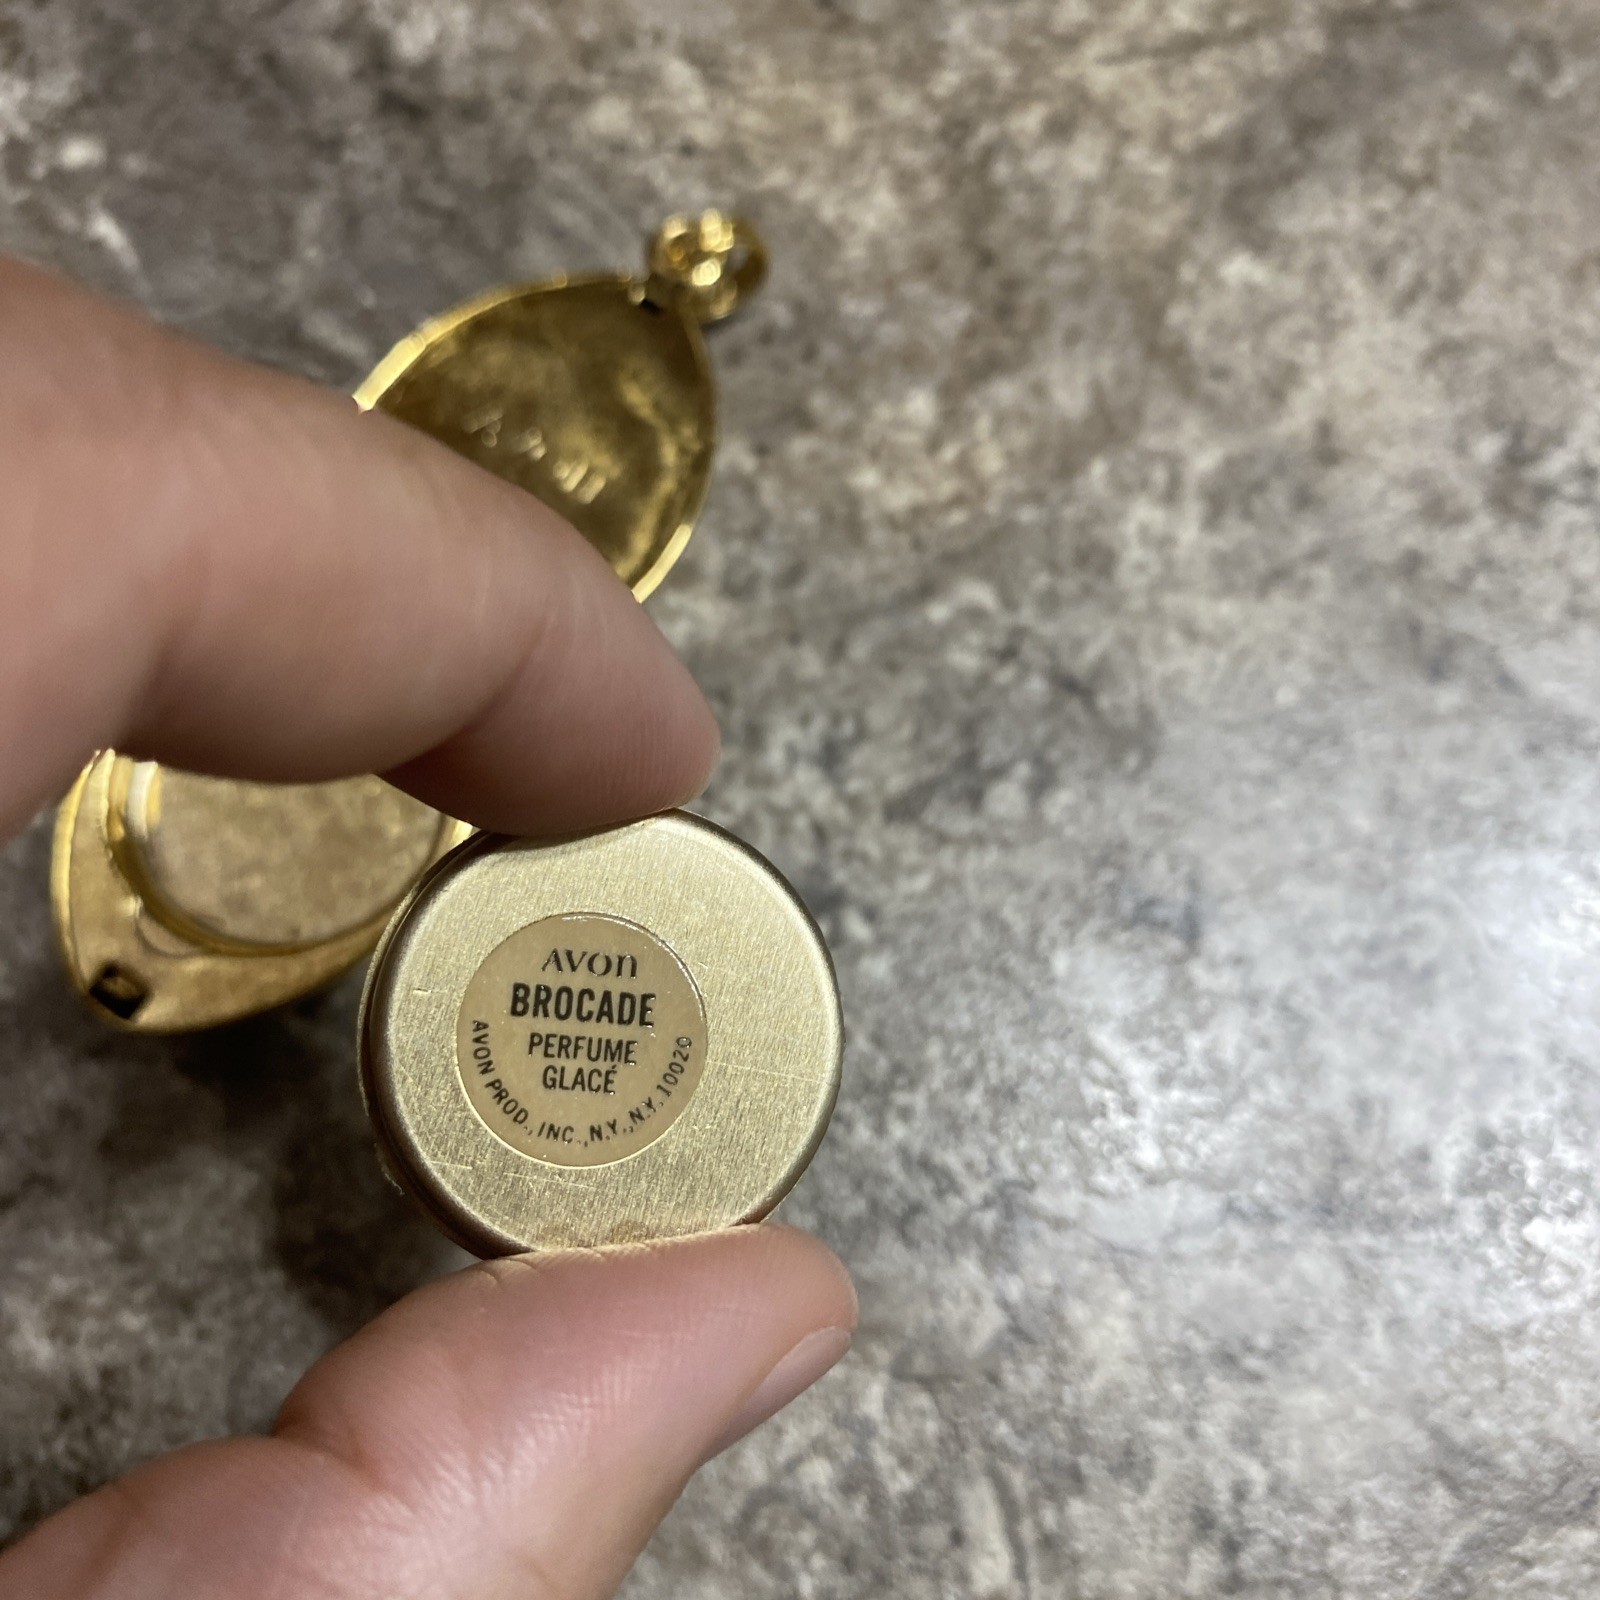 AVON
BROCADE
PERFUME
GLACÉ
AVON PROD., INC., N.Y., N.Y. 10020